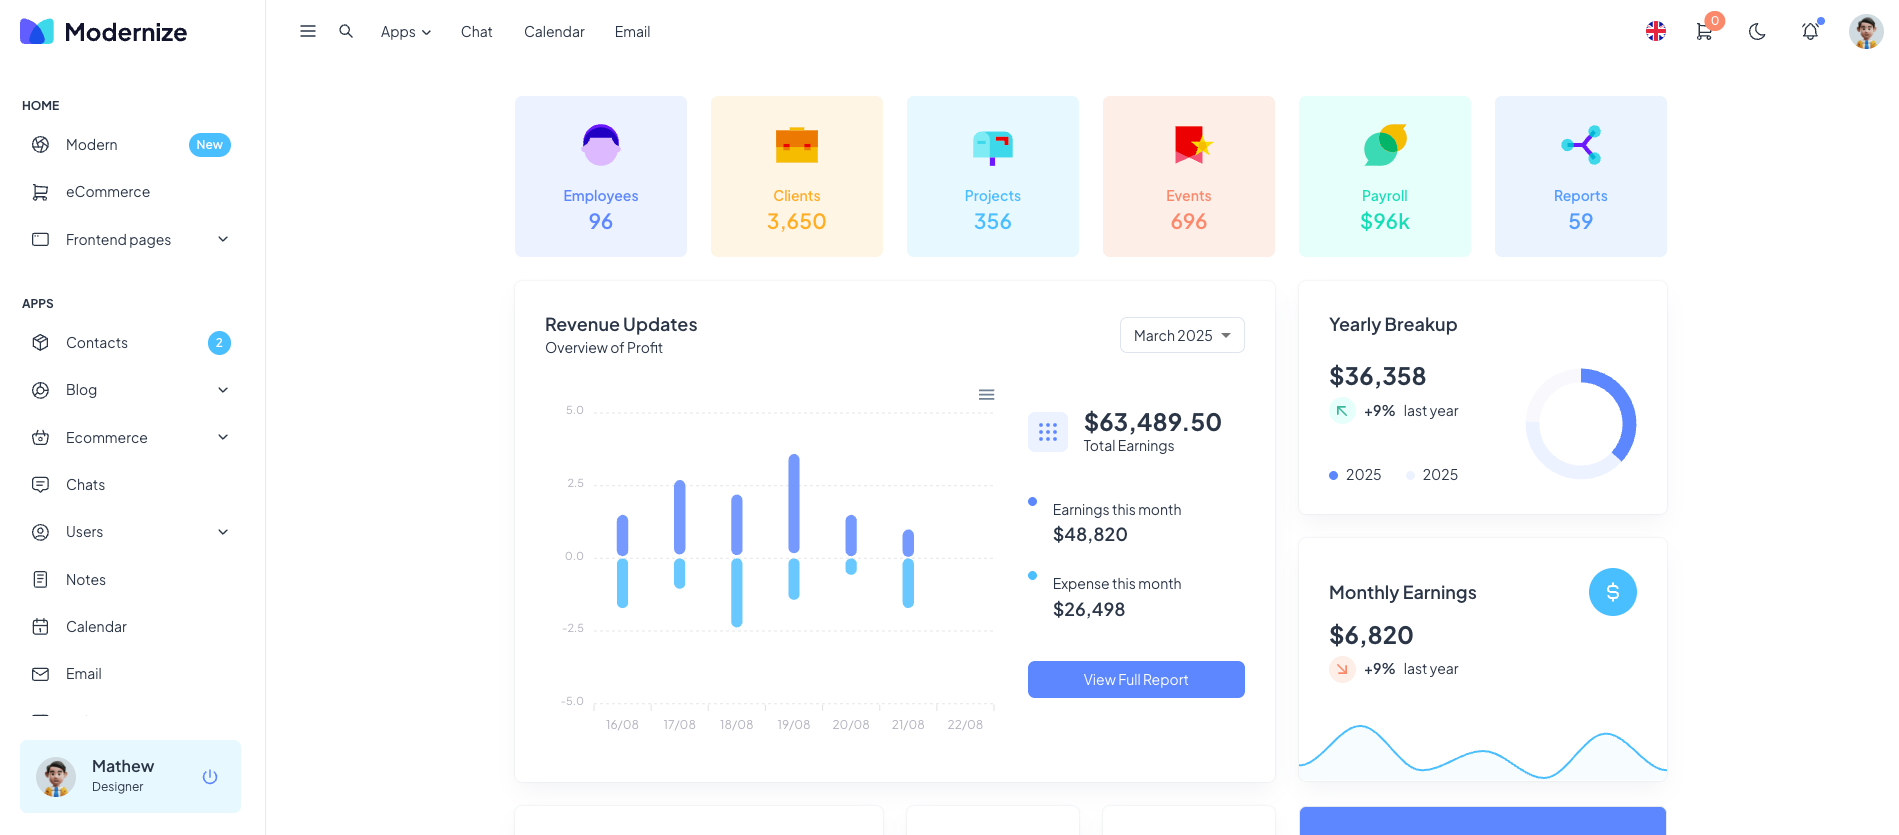 Modernize
Apps
Chat
Calendar
Email
0
HOME
Modern
New
eCommerce
Frontend pages
APPS
Contacts
2
Blog
Ecommerce
Chats
Users
Notes
Calendar
Email
Mathew
Designer
Employees
96
Clients
3,650
Projects
356
Events
696
Payroll
$96k
Reports
59
Revenue Updates
Overview of Profit
March 2025
5.0
2.5
0.0
-2.5
-5.0
16/08
17/08
18/08
19/08
20/08
21/08
22/08
$63,489.50
Total Earnings
Earnings this month
$48,820
Expense this month
$26,498
View Full Report
Yearly Breakup
$36,358
+9% last year
2025
2025
Monthly Earnings
$
$6,820
+9% last year